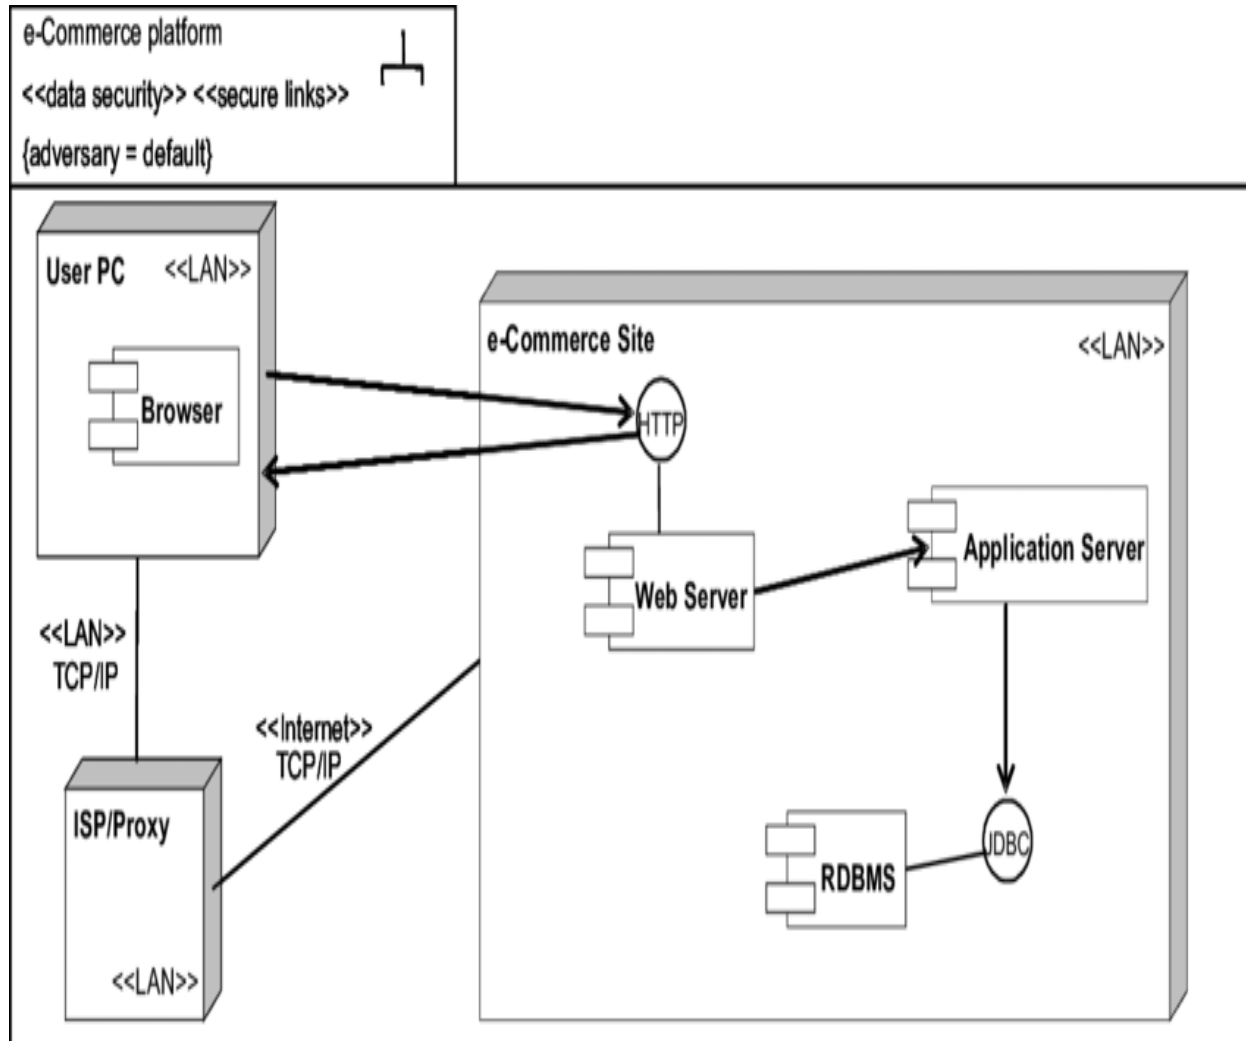 e-Commerce platform
<<data security>> <<secure links>>
{adversary = default}
User PC <<LAN>>
Browser
e-Commerce Site
<<LAN>>
HTTP
Web Server
Application Server
<<LAN>>
TCP/IP
<<Internet>>
TCP/IP
ISP/Proxy
<<LAN>>
RDBMS
JDBC